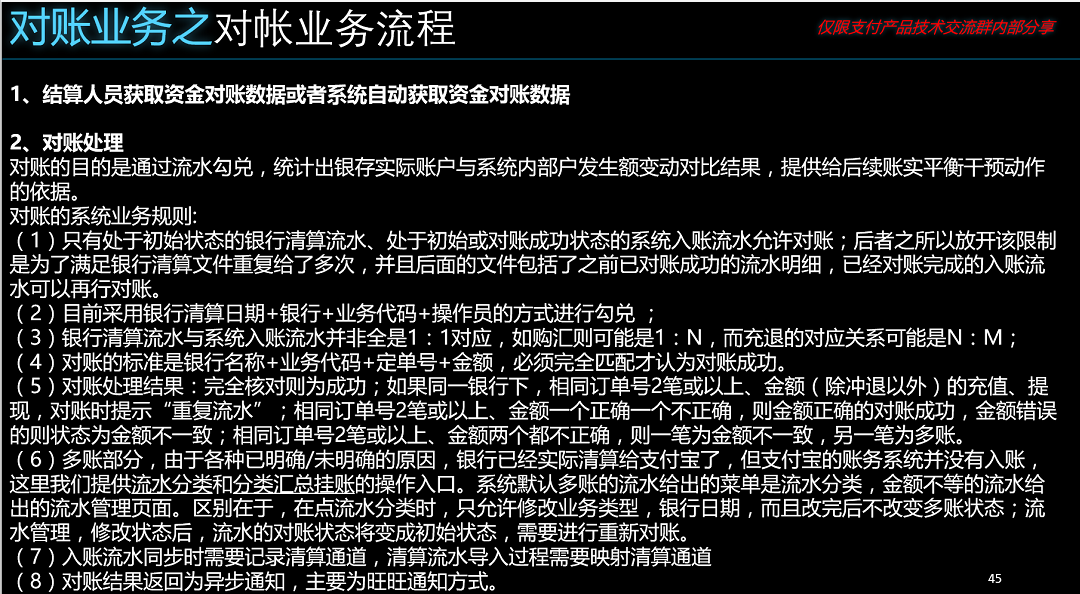 对账业务之对帐业务流程
仅限支付产品技术交流群内部分享
1、结算人员获取资金对账数据或者系统自动获取资金对账数据
2、对账处理
对账的目的是通过流水勾兑，统计出银存实际账户与系统内部户发生额变动对比结果，提供给后续账实平衡干预动作
的依据。
对账的系统业务规则:
（1）只有处于初始状态的银行清算流水、处于初始或对账成功状态的系统入账流水允许对账；后者之所以放开该限制
是为了满足银行清算文件重复给了多次，并且后面的文件包括了之前已对账成功的流水明细，已经对账完成的入账流
水可以再行对账。
（2）目前采用银行清算日期+银行+业务代码+操作员的方式进行勾兑 ；
（3）银行清算流水与系统入账流水并非全是1：1对应，如购汇则可能是1：N，而充退的对应关系可能是N：M；
（4）对账的标准是银行名称+业务代码+定单号+金额，必须完全匹配才认为对账成功。
（5）对账处理结果：完全核对则为成功；如果同一银行下，相同订单号2笔或以上、金额（除冲退以外）的充值、提
现，对账时提示“重复流水”；相同订单号2笔或以上、金额一个正确一个不正确，则金额正确的对账成功，金额错误
的则状态为金额不一致；相同订单号2笔或以上、金额两个都不正确，则一笔为金额不一致，另一笔为多账。
（6）多账部分，由于各种已明确/未明确的原因，银行已经实际清算给支付宝了，但支付宝的账务系统并没有入账，
这里我们提供流水分类和分类汇总挂账的操作入口。系统默认多账的流水给出的菜单是流水分类，金额不等的流水给
出的流水管理页面。区别在于，在点流水分类时，只允许修改业务类型，银行日期，而且改完后不改变多账状态；流
水管理，修改状态后，流水的对账状态将变成初始状态，需要进行重新对账。
（7）入账流水同步时需要记录清算通道，清算流水导入过程需要映射清算通道
（8）对账结果返回为异步通知，主要为旺旺通知方式。
45